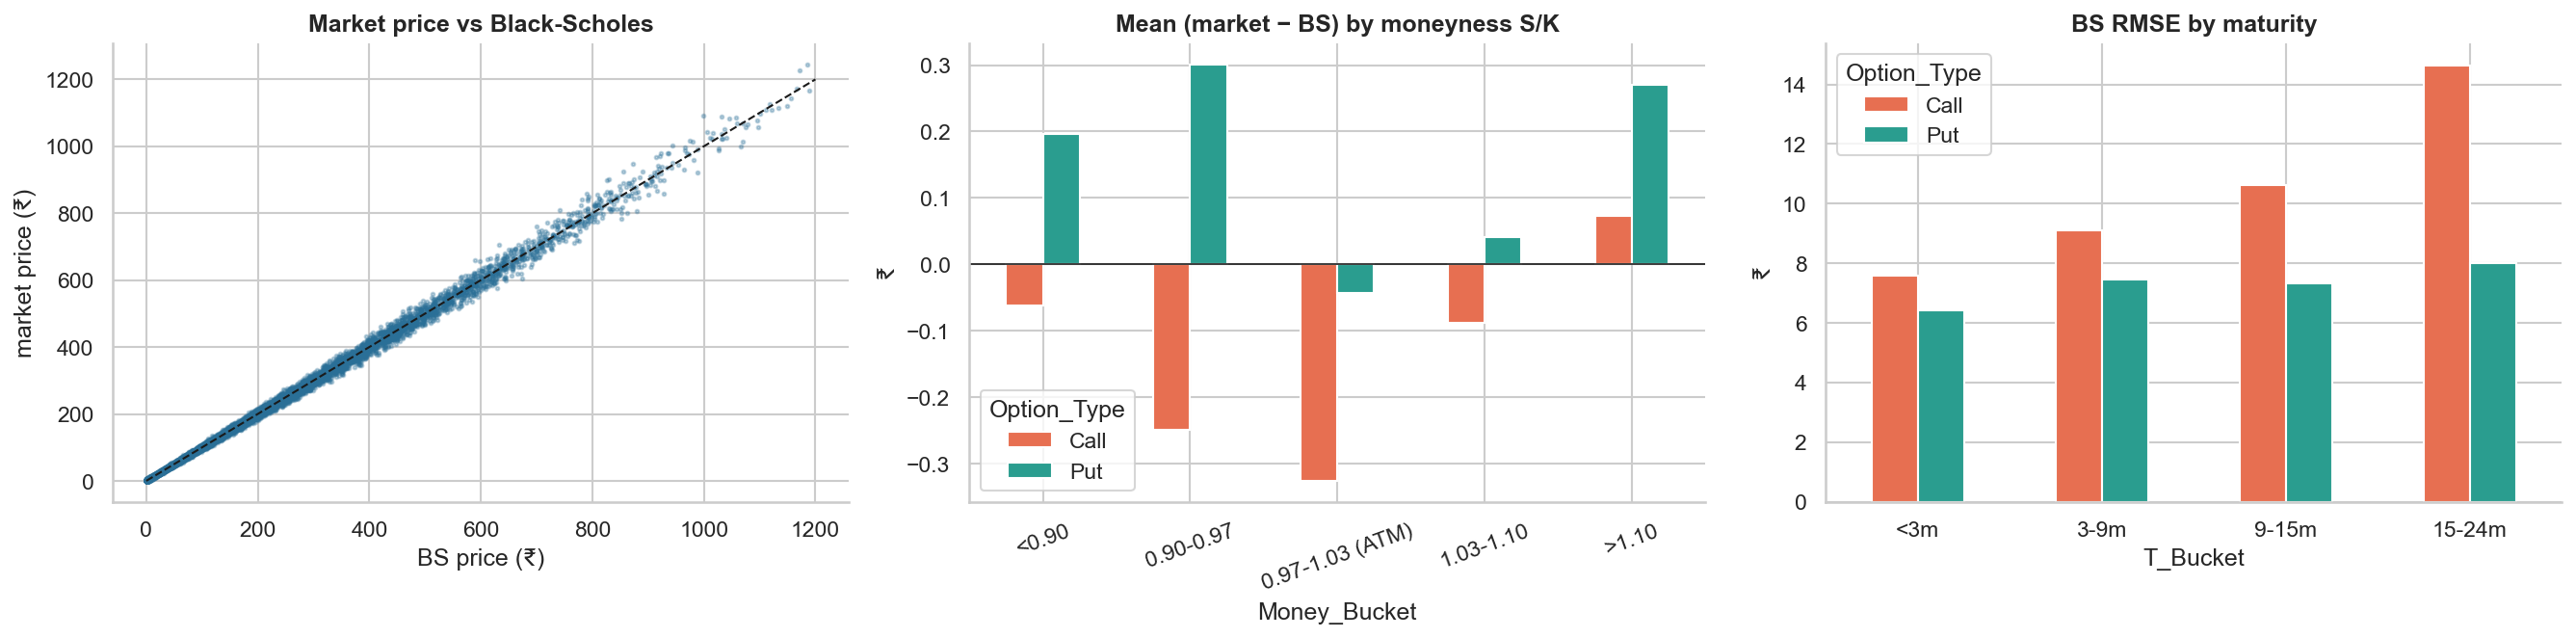 Market price vs Black-Scholes
market price (₹)
1200
1000
800
600
400
200
0
0 200 400 600 800 1000 1200
BS price (₹)
Mean (market − BS) by moneyness S/K
₹
0.3
0.2
0.1
0.0
−0.1
−0.2
−0.3
Option_Type
Call
Put
<0.90 0.90-0.97 0.97-1.03 (ATM) 1.03-1.10 >1.10
Money_Bucket
BS RMSE by maturity
₹
14
12
10
8
6
4
2
0
Option_Type
Call
Put
<3m 3-9m 9-15m 15-24m
T_Bucket